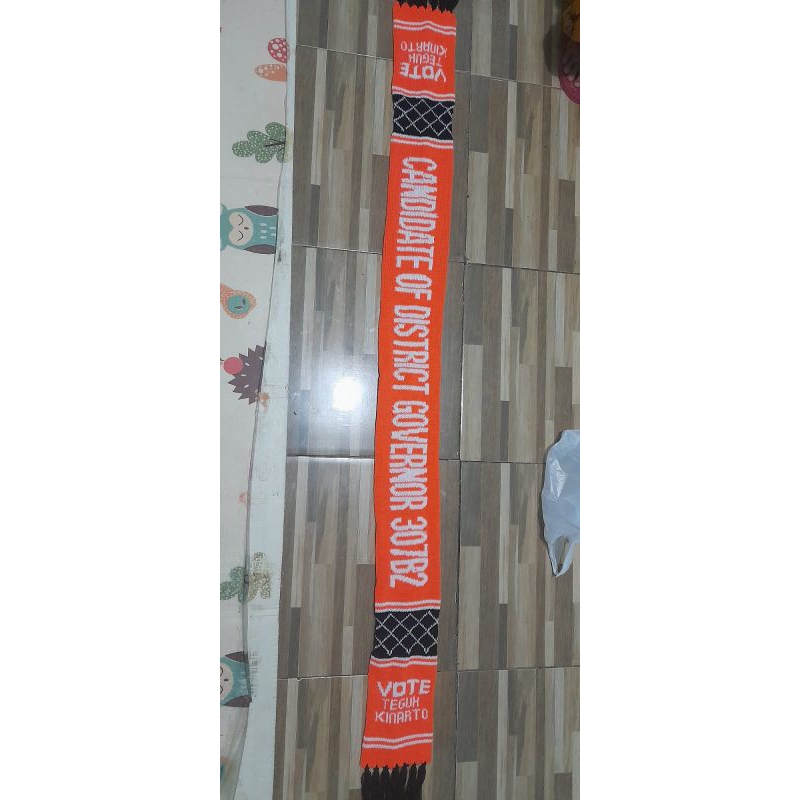 VOTE
TEGUH
KINARTO
CANDIDATE OF DISTRICT GOVERNOR 307B2
VOTE
TEGUH
KINARTO